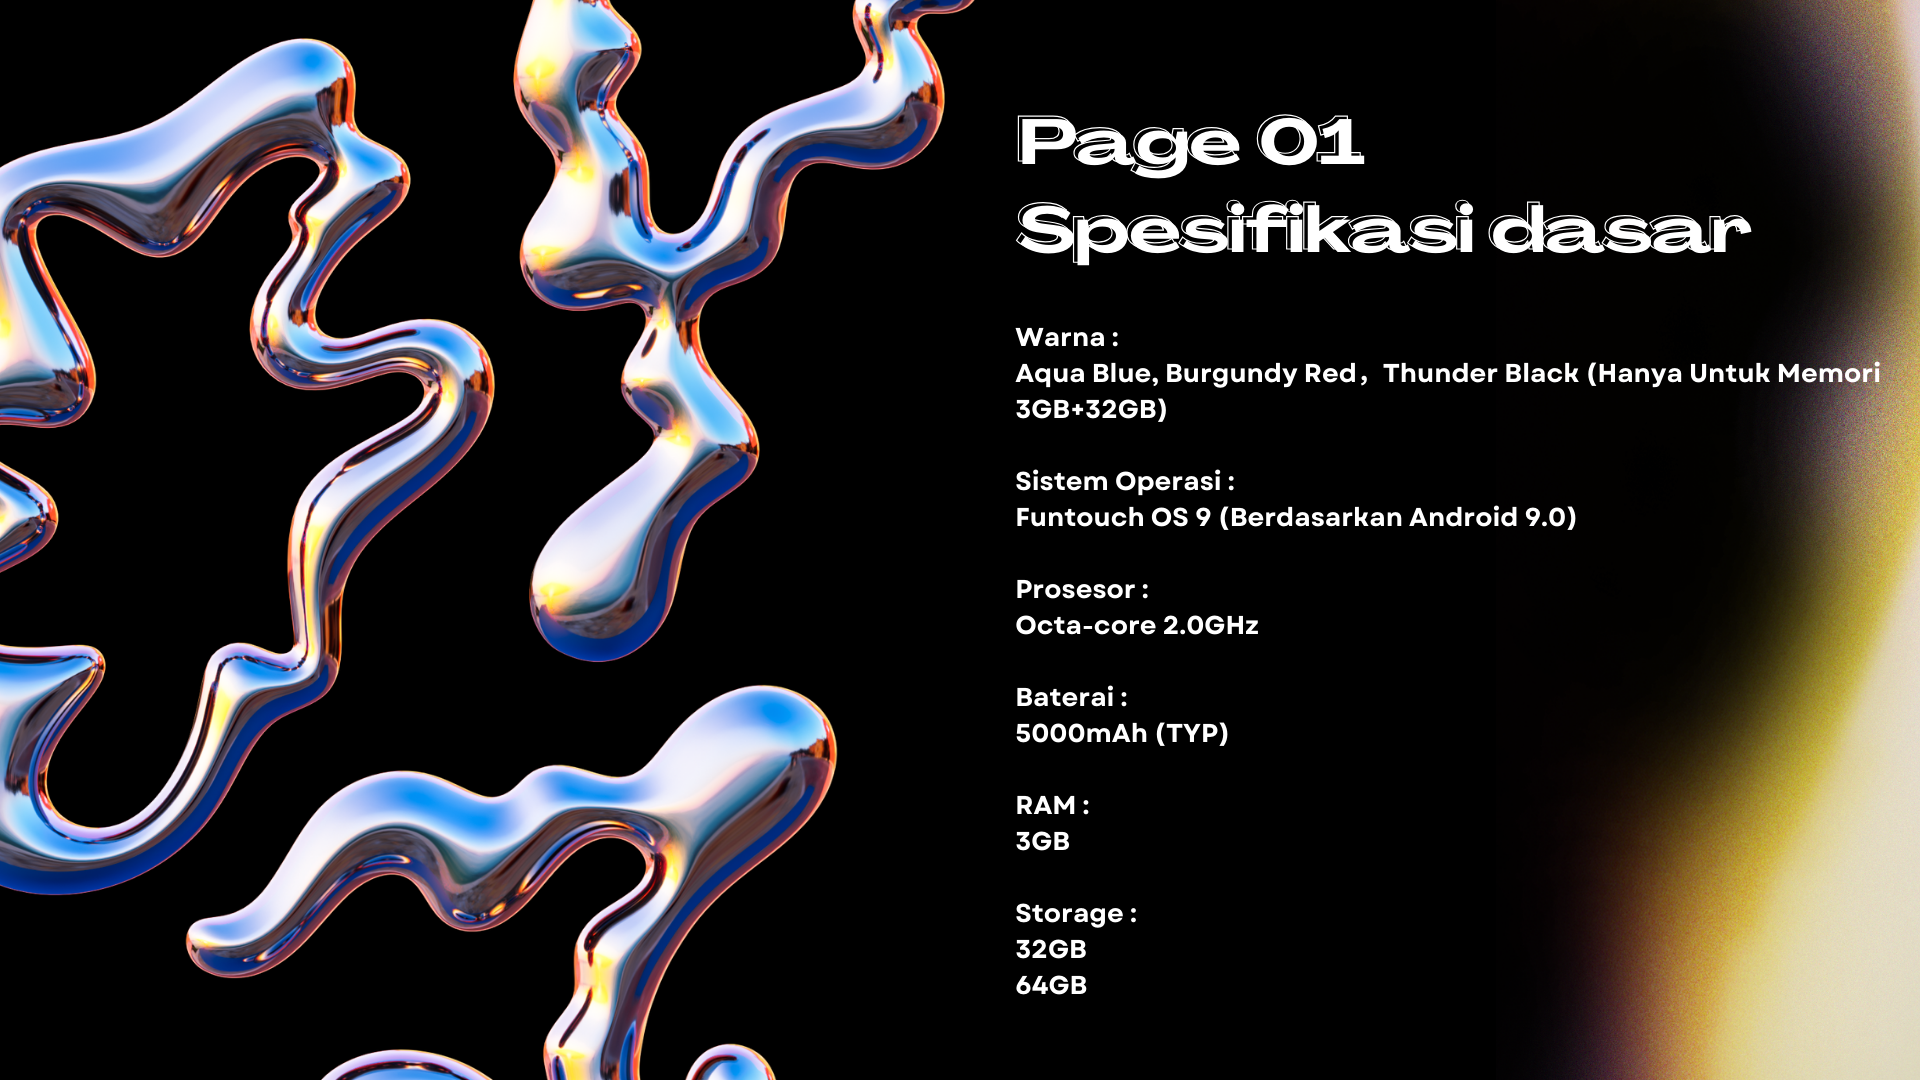 Page 01
Spesifikasi dasar
Warna :
Aqua Blue, Burgundy Red，Thunder Black (Hanya Untuk Memori
3GB+32GB)
Sistem Operasi :
Funtouch OS 9 (Berdasarkan Android 9.0)
Prosesor :
Octa-core 2.0GHz
Baterai :
5000mAh (TYP)
RAM :
3GB
Storage :
32GB
64GB